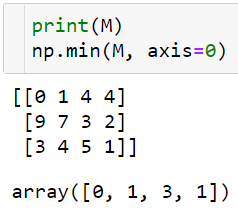 print(M)
np.min(M, axis=0)
[[0 1 4 4]
 [9 7 3 2]
 [3 4 5 1]]
array([0, 1, 3, 1])